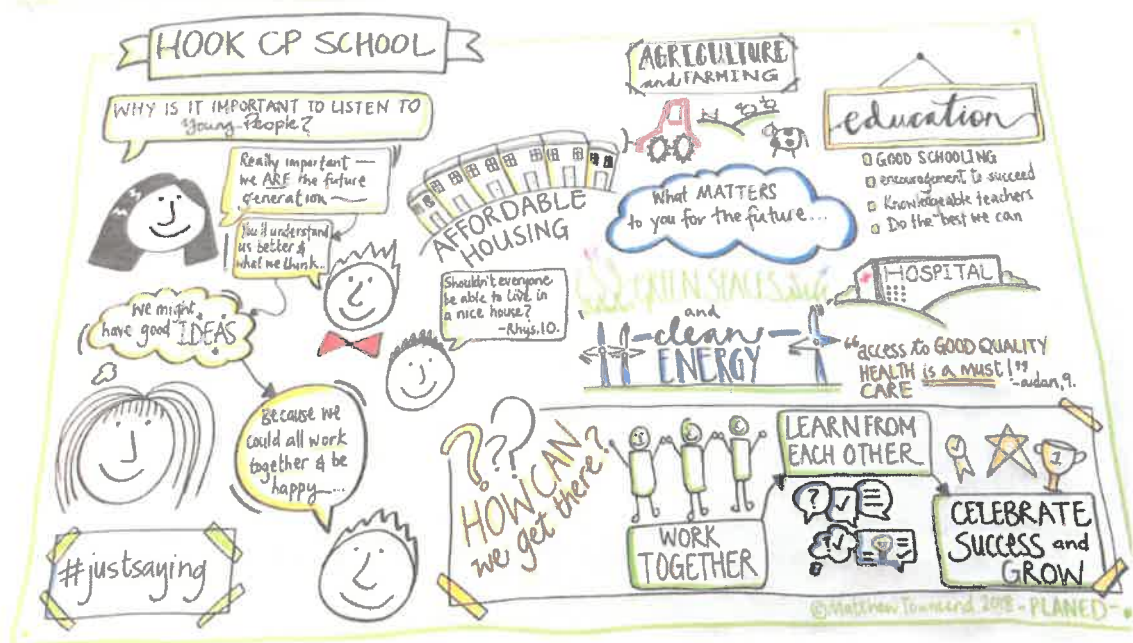 HOOK CP SCHOOL
WHY IS IT IMPORTANT TO LISTEN TO
Young People?
Really important —
we ARE the future
generation —
You'll understand
us better &
what we think..
We might
have good IDEAS
Because we
could all work
together & be
happy...
#justsaying
AFFORDABLE
HOUSING
Shouldn't everyone
be able to live in
a nice house?
-Rhys.10.
AGRICULTURE
and FARMING
What MATTERS
to you for the future...
GREEN SPACES
and
clean
ENERGY
education
GOOD SCHOOLING
encouragement to succeed
Knowledgeable teachers
Do the best we can
HOSPITAL
"access to GOOD QUALITY
HEALTH is a must!"
CARE -aidan,9.
???
HOW CAN
we get there?
WORK
TOGETHER
LEARN FROM
EACH OTHER
?
1
CELEBRATE
Success and
GROW
©Matthew Townend 2018 - PLANED-